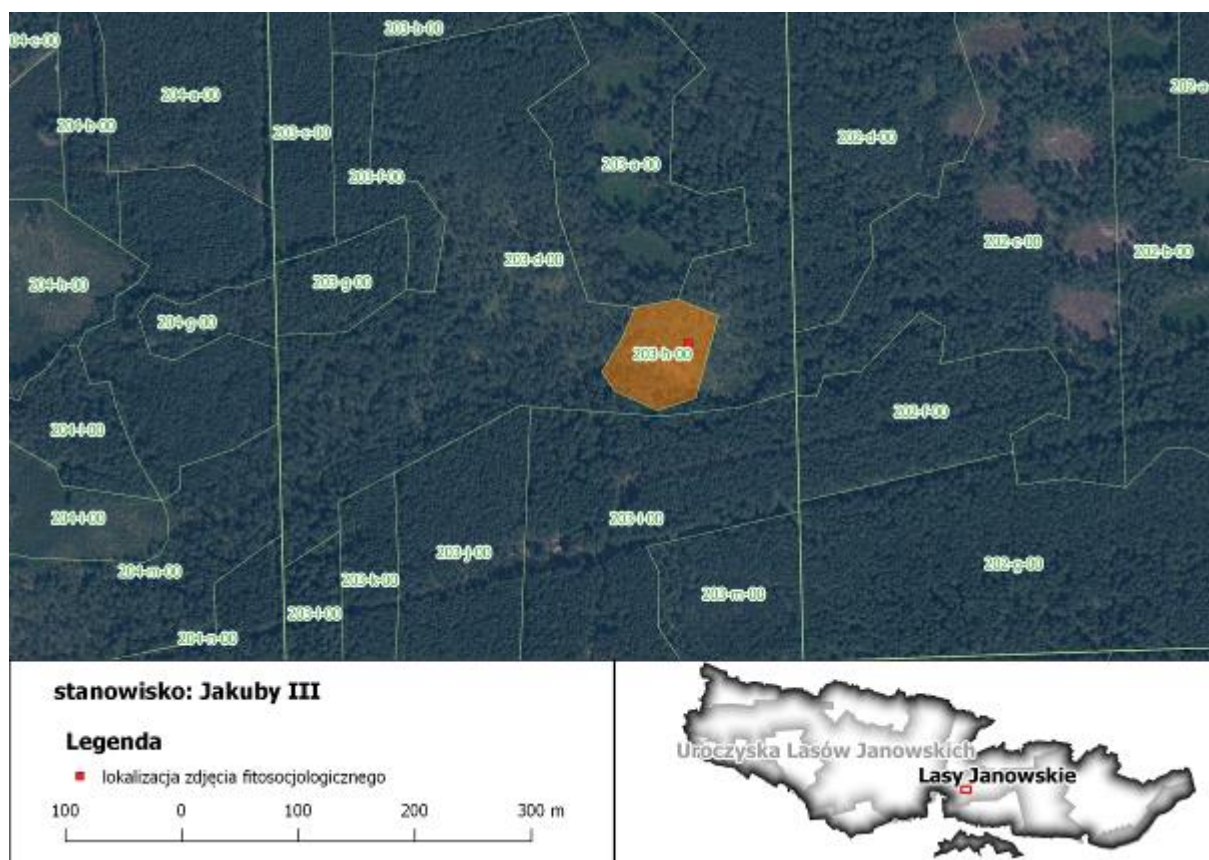 203-b-00
204-c-00
204-a-00
202-a
204-b-00
203-c-00
202-d-00
203-a-00
203-f-00
202-c-00
202-b-00
203-d-00
203-g-00
204-h-00
204-g-00
203-h-00
202-f-00
204-i-00
203-i-00
203-j-00
202-g-00
204-m-00
203-k-00
203-m-00
203-l-00
204-n-00
stanowisko: Jakuby III
Legenda
lokalizacja zdjęcia fitosocjologicznego
100 0 100 200 300 m
Uroczyska Lasów Janowskich
Lasy Janowskie